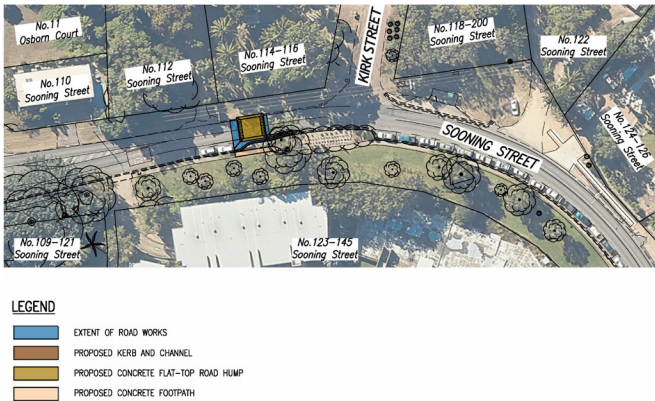 No.11
Osborn Court
No.110
Sooning Street
No.112
Sooning Street
No.114-116
Sooning Street
KIRK STREET
No.118-200
Sooning Street
No.122
Sooning Street
No.124-126
Sooning Street
SOONING STREET
No.109-121
Sooning Street
No.123-145
Sooning Street
LEGEND
EXTENT OF ROAD WORKS
PROPOSED KERB AND CHANNEL
PROPOSED CONCRETE FLAT-TOP ROAD HUMP
PROPOSED CONCRETE FOOTPATH